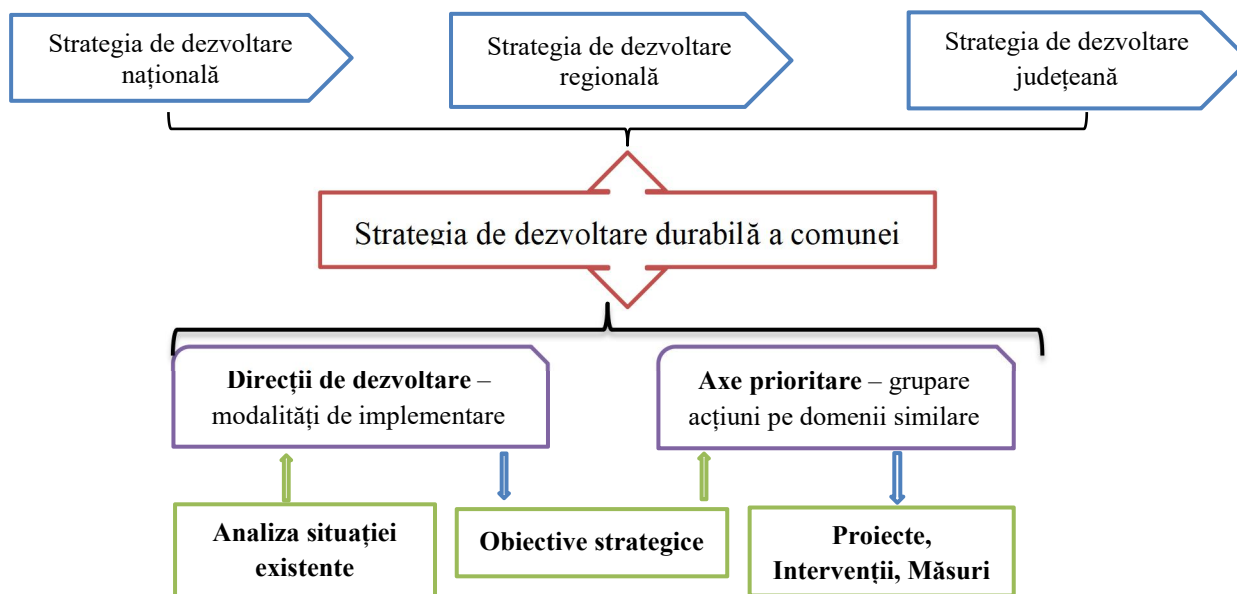 Strategia de dezvoltare
națională
Strategia de dezvoltare
regională
Strategia de dezvoltare
județeană
Strategia de dezvoltare durabilă a comunei
Direcții de dezvoltare –
modalități de implementare
Axe prioritare – grupare
acțiuni pe domenii similare
Analiza situației
existente
Obiective strategice
Proiecte,
Intervenții, Măsuri